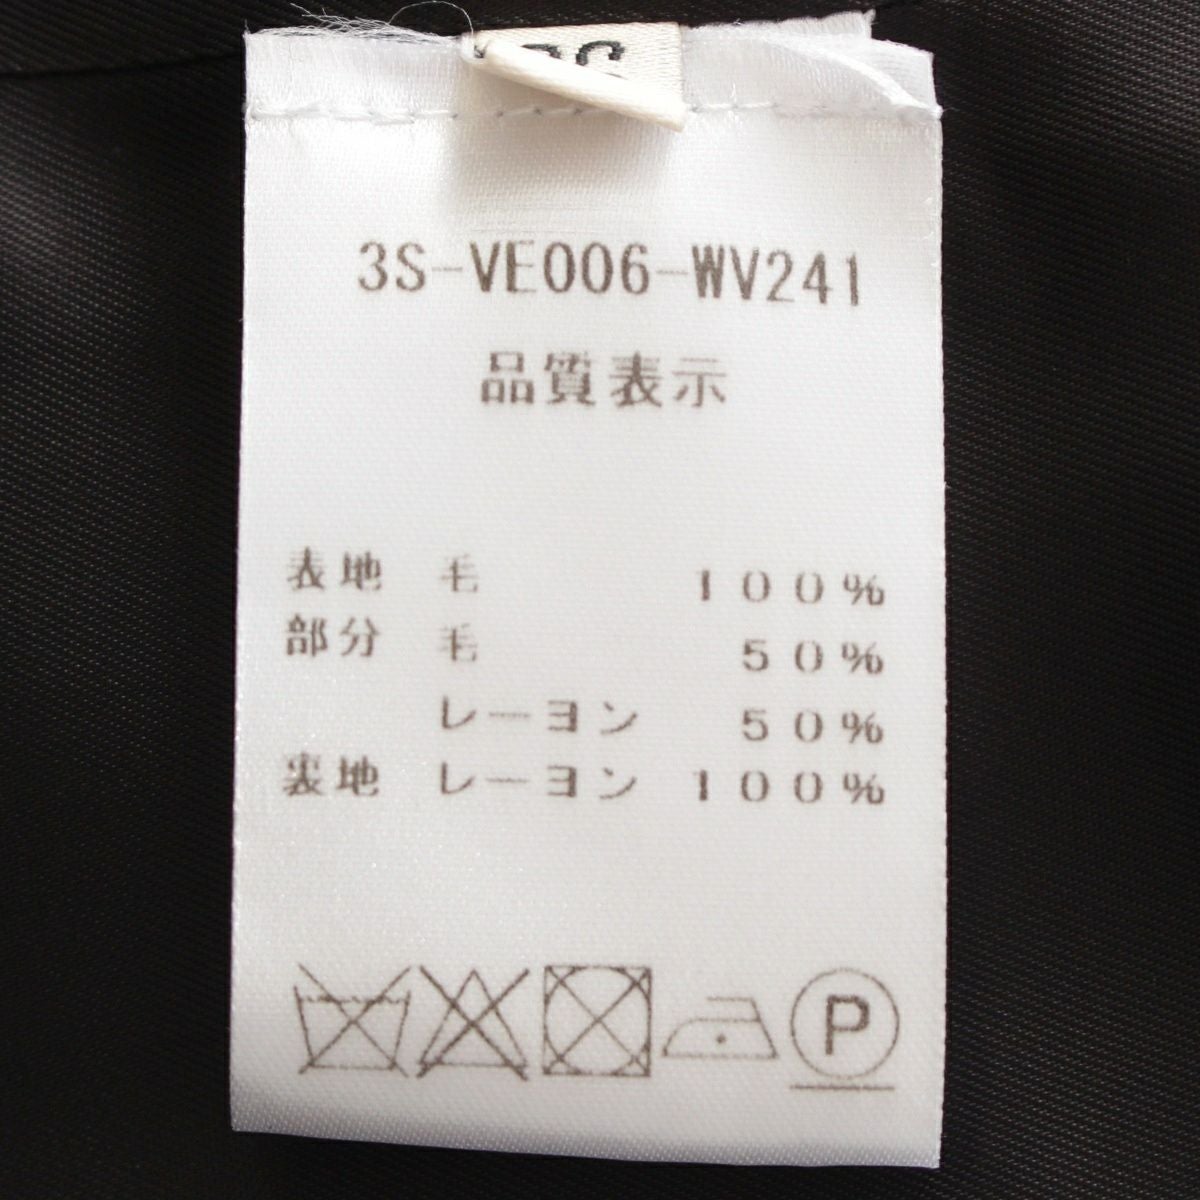 3S-VE006-WV241
品質表示
表地 毛 100%
部分 毛 50%
レーヨン 50%
裏地 レーヨン 100%
P